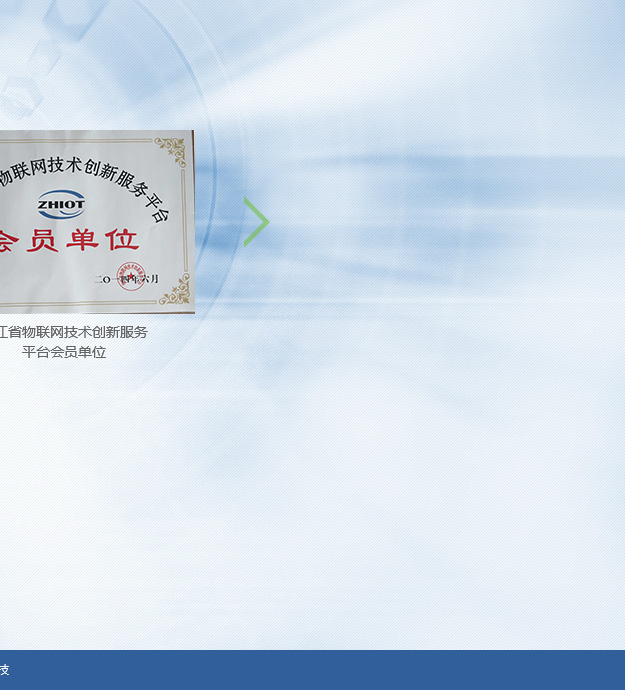 物联网技术创新服务平台
ZHIOT
会员单位
二〇一四年六月
江省物联网技术创新服务
平台会员单位
技